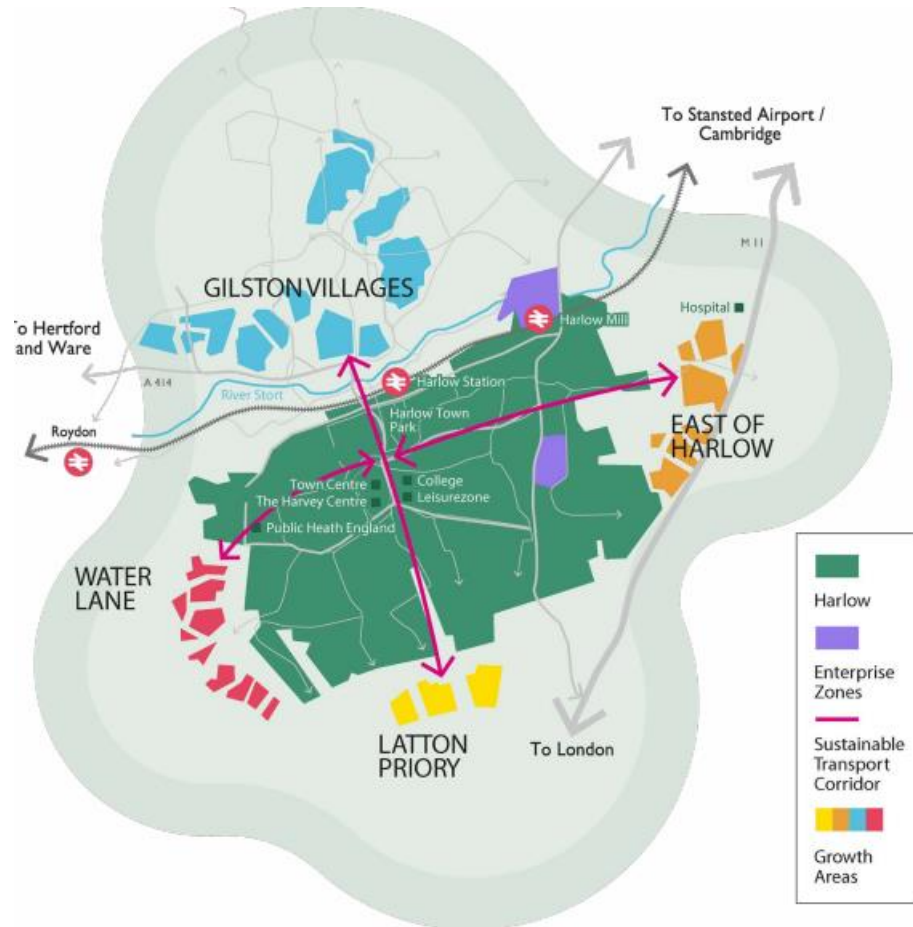 To Stansted Airport /
Cambridge
M 11
GILSTON VILLAGES
Hospital
To Hertford
and Ware
Harlow Mill
A 414
River Stort
Harlow Station
Roydon
Harlow Town
Park
EAST OF
HARLOW
Town Centre
College
The Harvey Centre
Leisurezone
Public Heath England
WATER
LANE
LATTON
PRIORY
To London
Harlow
Enterprise
Zones
Sustainable
Transport
Corridor
Growth
Areas